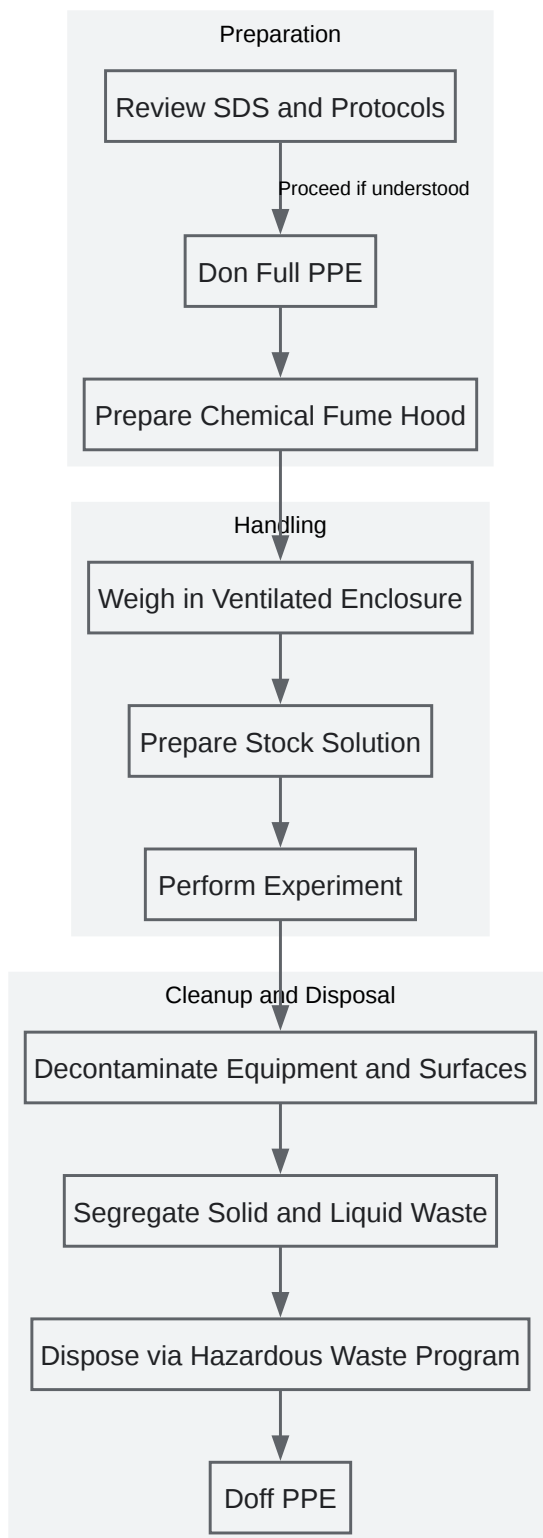 Preparation
Review SDS and Protocols
Proceed if understood
Don Full PPE
Prepare Chemical Fume Hood
Handling
Weigh in Ventilated Enclosure
Prepare Stock Solution
Perform Experiment
Cleanup and Disposal
Decontaminate Equipment and Surfaces
Segregate Solid and Liquid Waste
Dispose via Hazardous Waste Program
Doff PPE